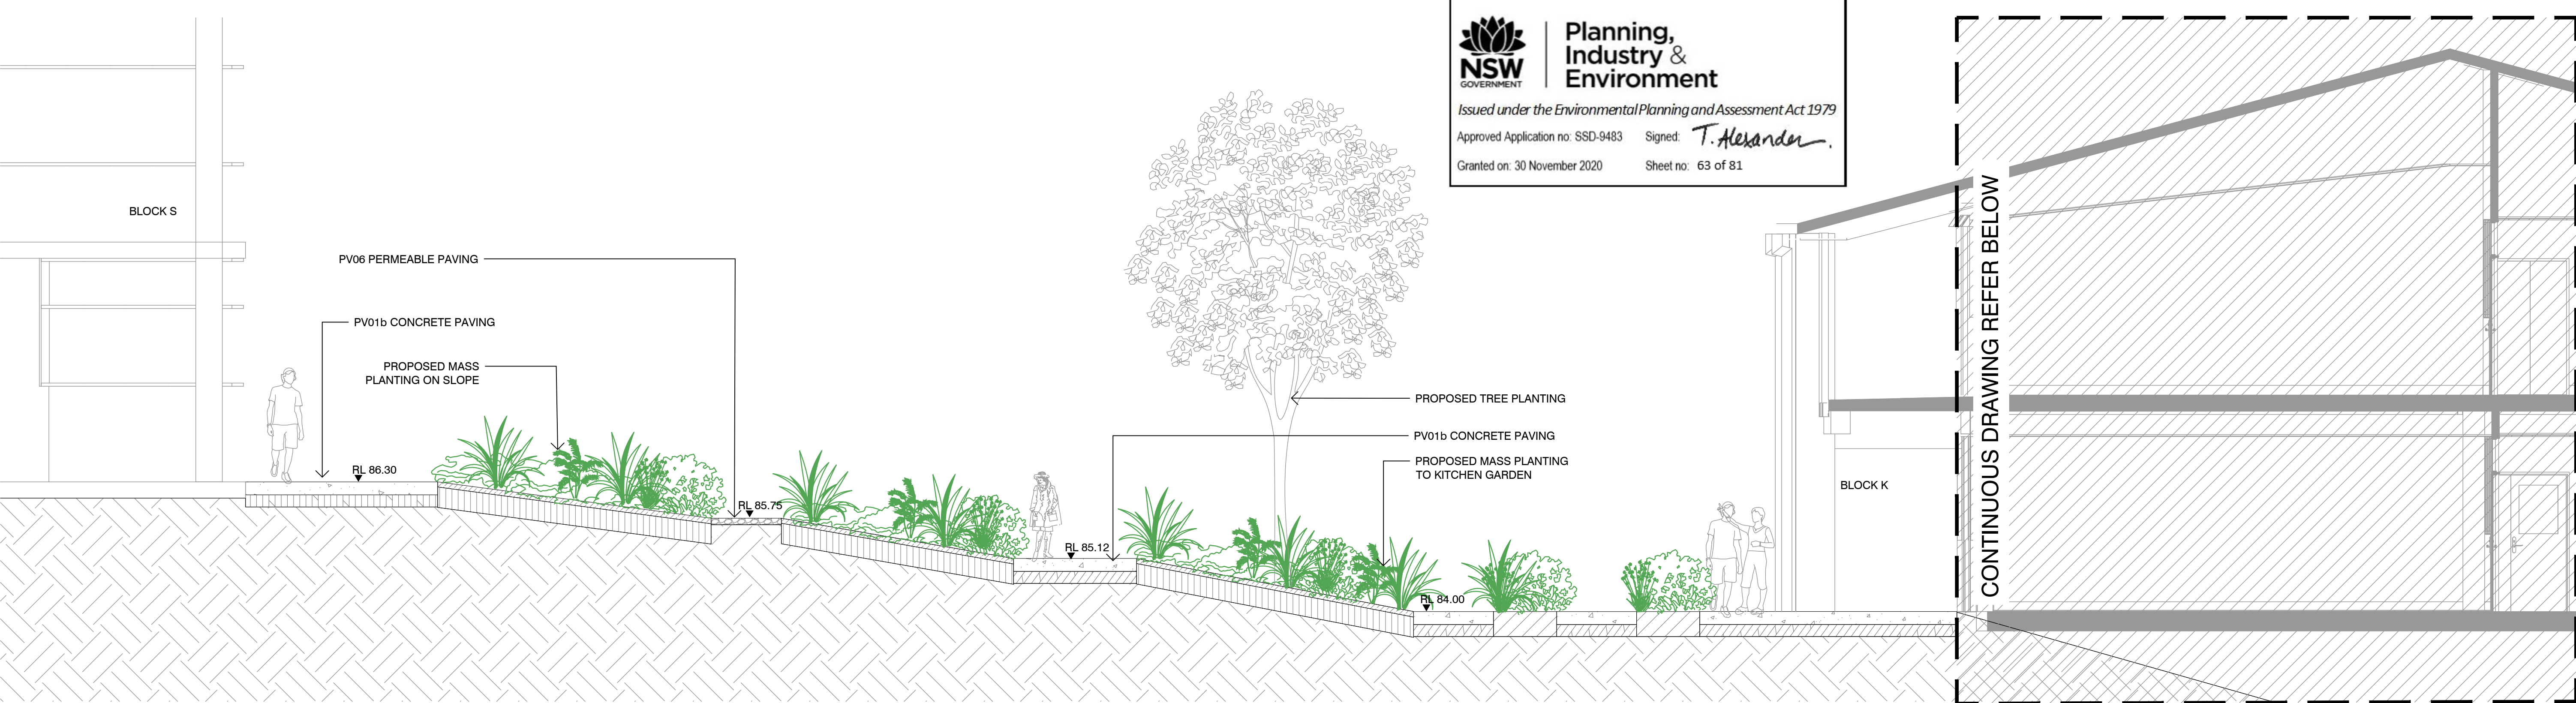 NSW
GOVERNMENT
Planning,
Industry &
Environment
Issued under the Environmental Planning and Assessment Act 1979
Approved Application no: SSD-9483
Signed: T. Alexander.
Granted on: 30 November 2020
Sheet no: 63 of 81
BLOCK S
PV06 PERMEABLE PAVING
PV01b CONCRETE PAVING
PROPOSED MASS
PLANTING ON SLOPE
RL 86.30
RL 85.75
RL 85.12
PROPOSED TREE PLANTING
PV01b CONCRETE PAVING
PROPOSED MASS PLANTING
TO KITCHEN GARDEN
RL 84.00
BLOCK K
CONTINUOUS DRAWING REFER BELOW